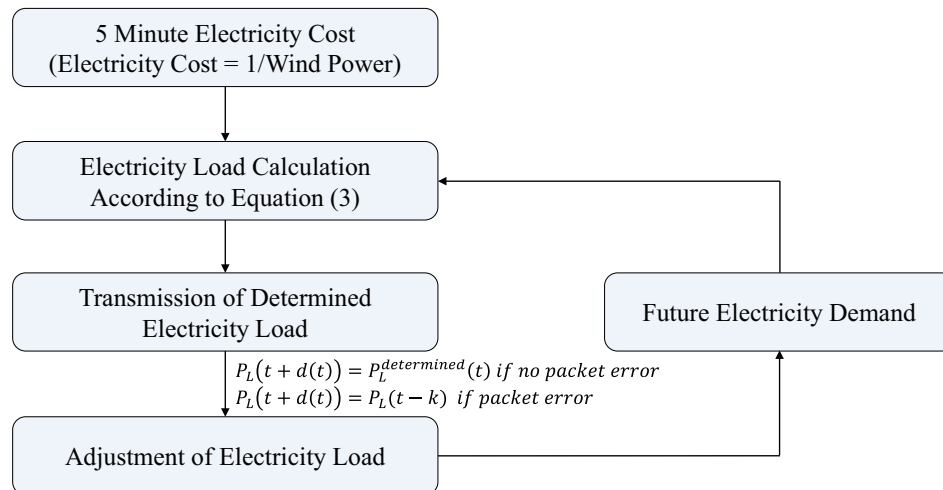 5 Minute Electricity Cost
(Electricity Cost = 1/Wind Power)
Electricity Load Calculation
According to Equation (3)
Transmission of Determined
Electricity Load
Future Electricity Demand
P_L(t + d(t)) = P_L^{determined}(t) if no packet error
P_L(t + d(t)) = P_L(t − k) if packet error
Adjustment of Electricity Load